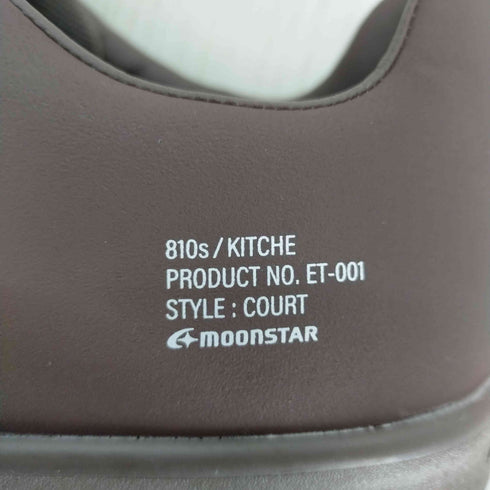 810s / KITCHE
PRODUCT NO. ET-001
STYLE : COURT
MOONSTAR